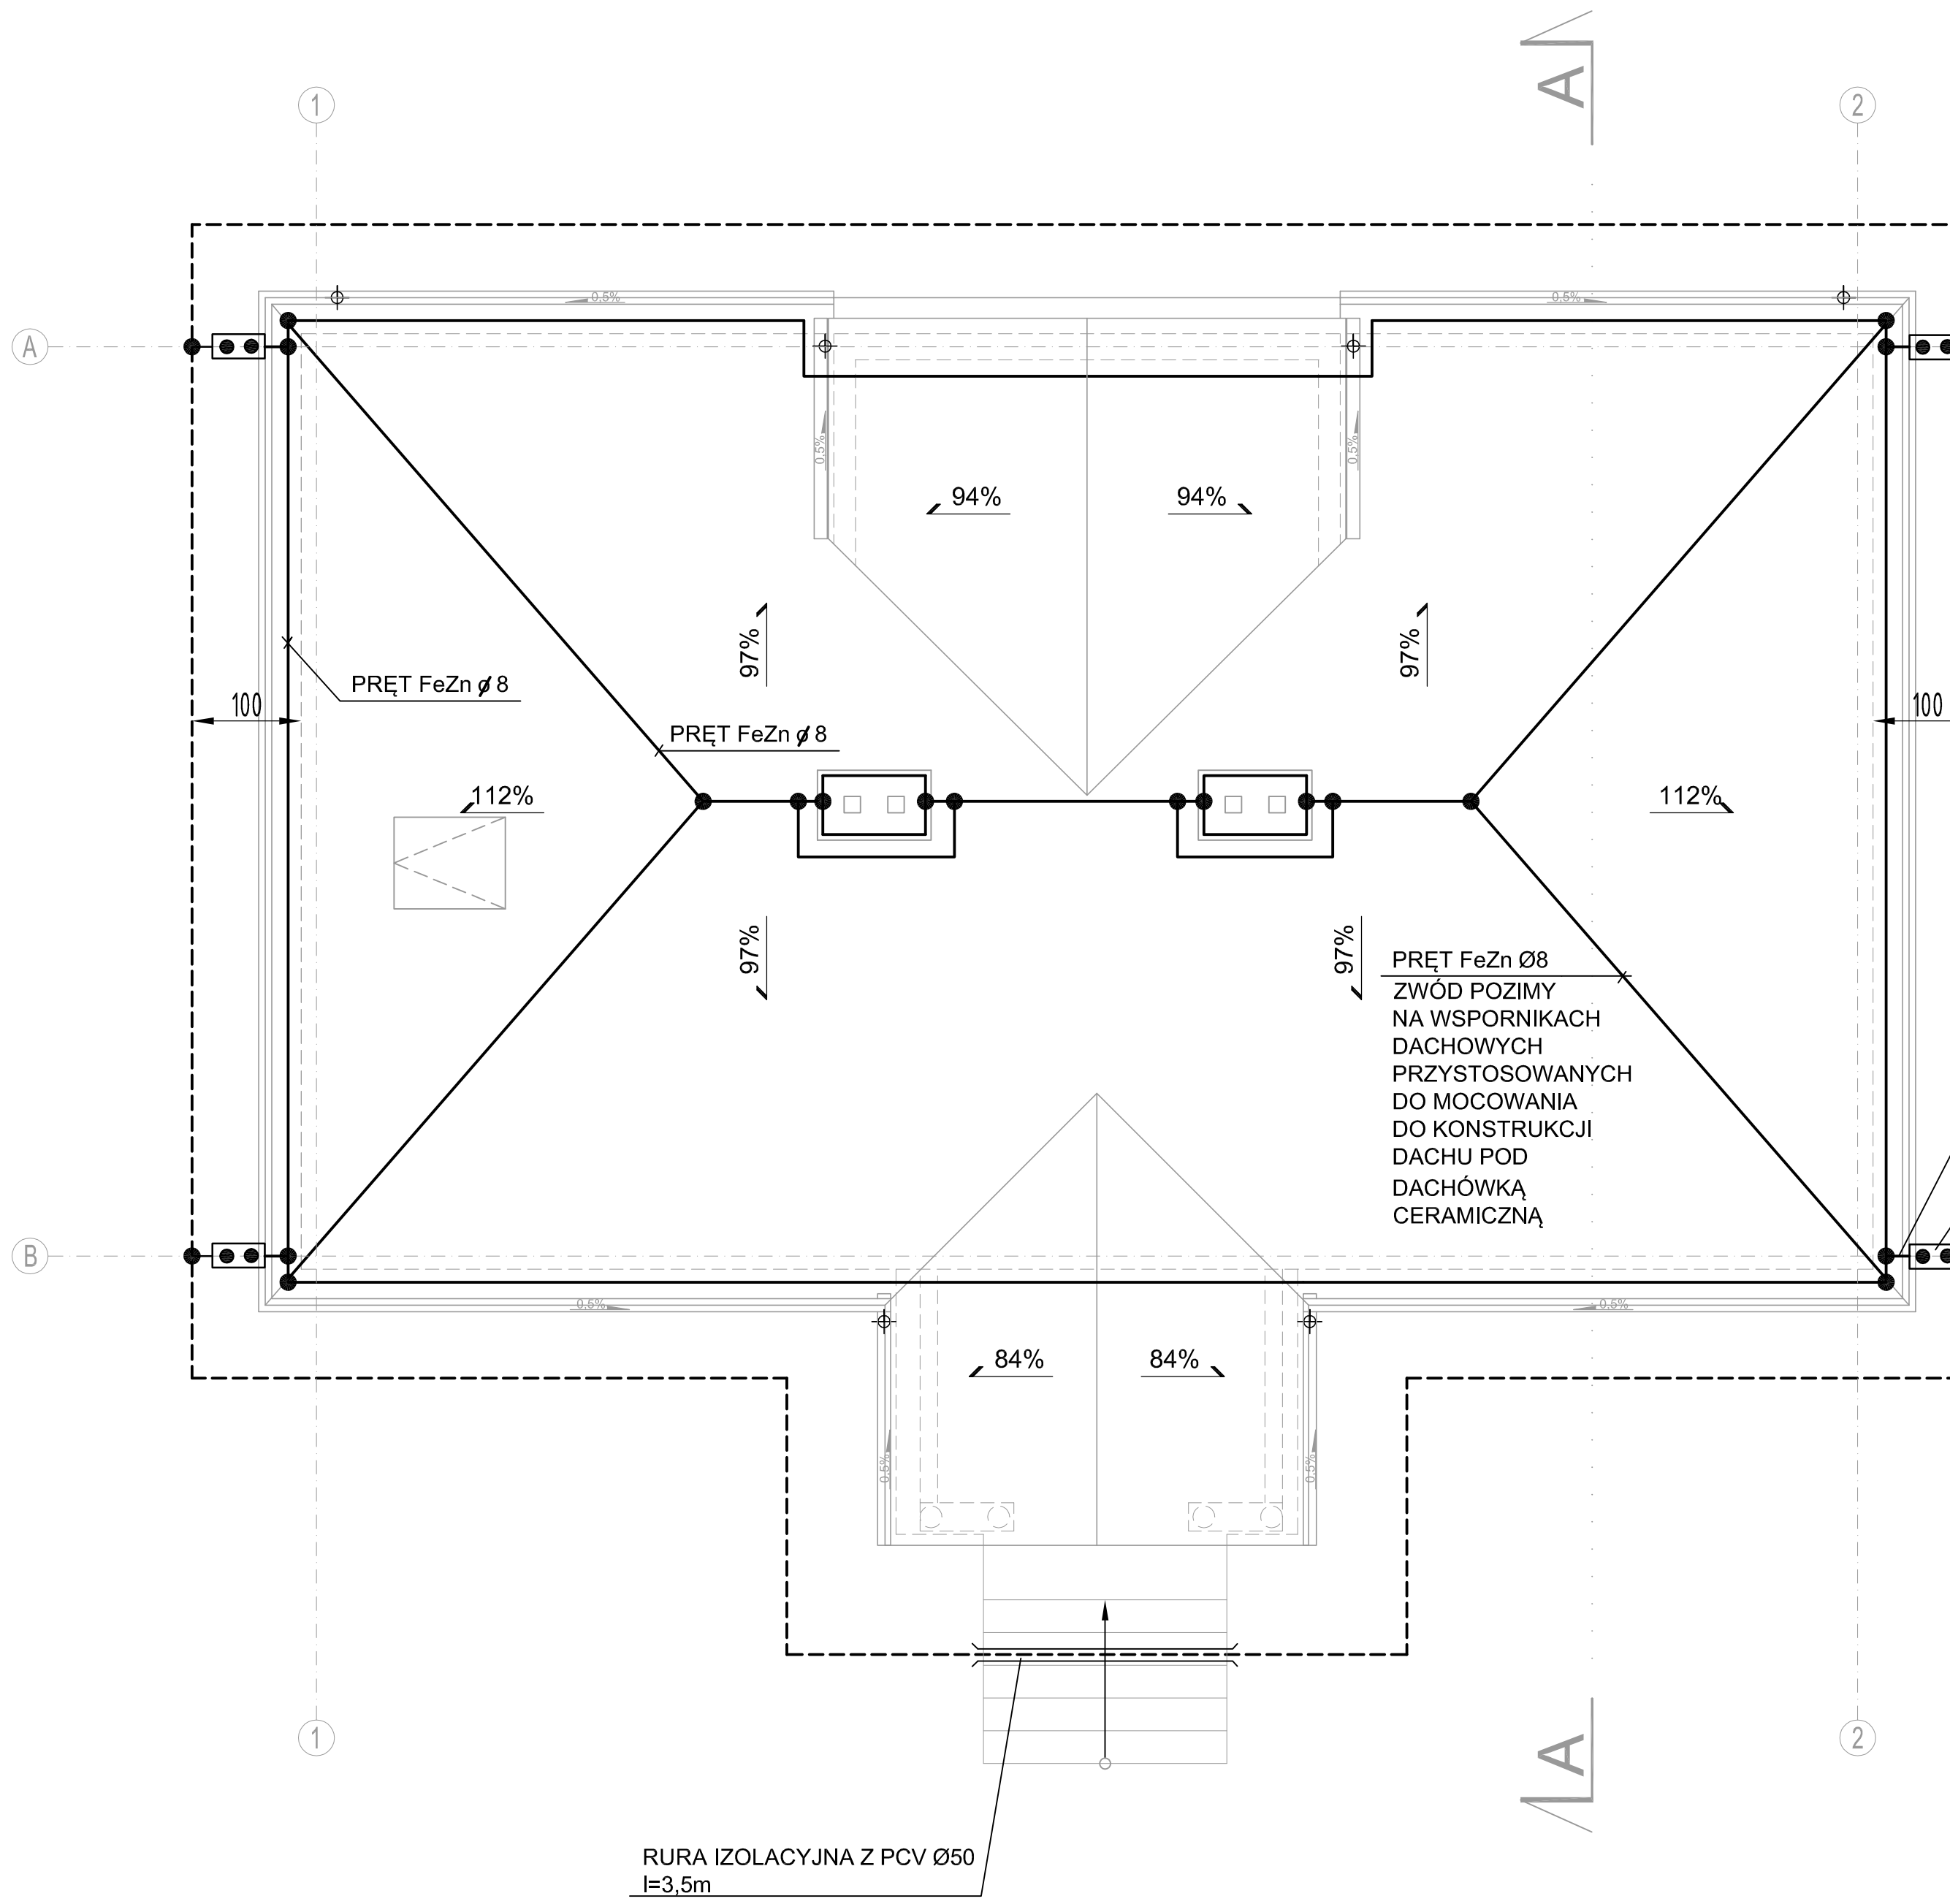 A
1
2
0,5%
0,5%
A
0,5%
0,5%
94%
94%
97%
97%
PRĘT FeZn ø 8
100
100
PRĘT FeZn ø 8
112%
112%
97%
97%
PRĘT FeZn Ø8
ZWÓD POZIMY
NA WSPORNIKACH
DACHOWYCH
PRZYSTOSOWANYCH
DO MOCOWANIA
DO KONSTRUKCJI
DACHU POD
DACHÓWKĄ
CERAMICZNĄ
B
0,5%
0,5%
84%
84%
0,5%
0,5%
1
A
2
RURA IZOLACYJNA Z PCV Ø50
l=3,5m